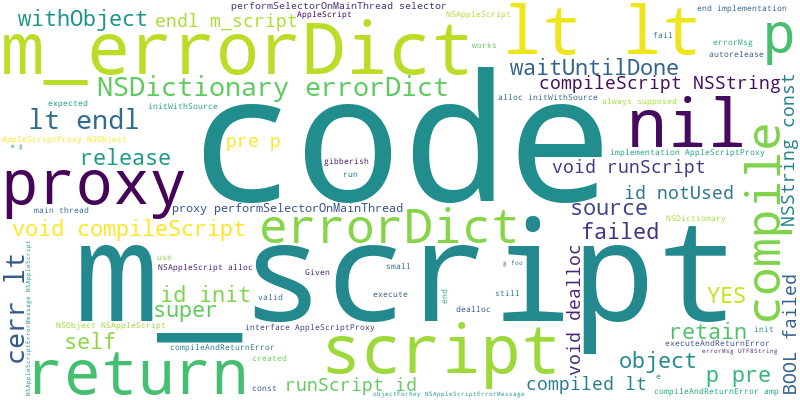 performSelectorOnMainThread selector
withObject
endl m_script
AppleScript
NSAppleScript
lt lt
end implementation
p
works
fail
errorMsg
autorelease
m_errorDict
waitUntilDone
NSDictionary errorDict
compileScript NSString
code
expected
initWithSource
alloc initWithSource
always supposed
nil
lt endl
AppleScriptProxy NSObject
e g
pre p
release
gibberish
run
implementation AppleScriptProxy
void runScript
compile
NSString const
proxy
id notUsed
main thread
proxy performSelectorOnMainThread
source
void compileScript
errorDict
failed
NSDictionary
m_script
cerr lt
NSAppleScriptErrorMessage NSAppleScript
use
NSAppleScript alloc
Given
small
g foo
still
valid
execute
end
void dealloc
id init
super
dealloc
YES
BOOL failed
NSObject NSAppleScript
interface AppleScriptProxy
retain
init
self
compileAndReturnError
script
executeAndReturnError
errorMsg UTF8String
object
return
created
const
runScript id
compiled lt
e
p pre
objectForKey NSAppleScriptErrorMessage
compileAndReturnError amp